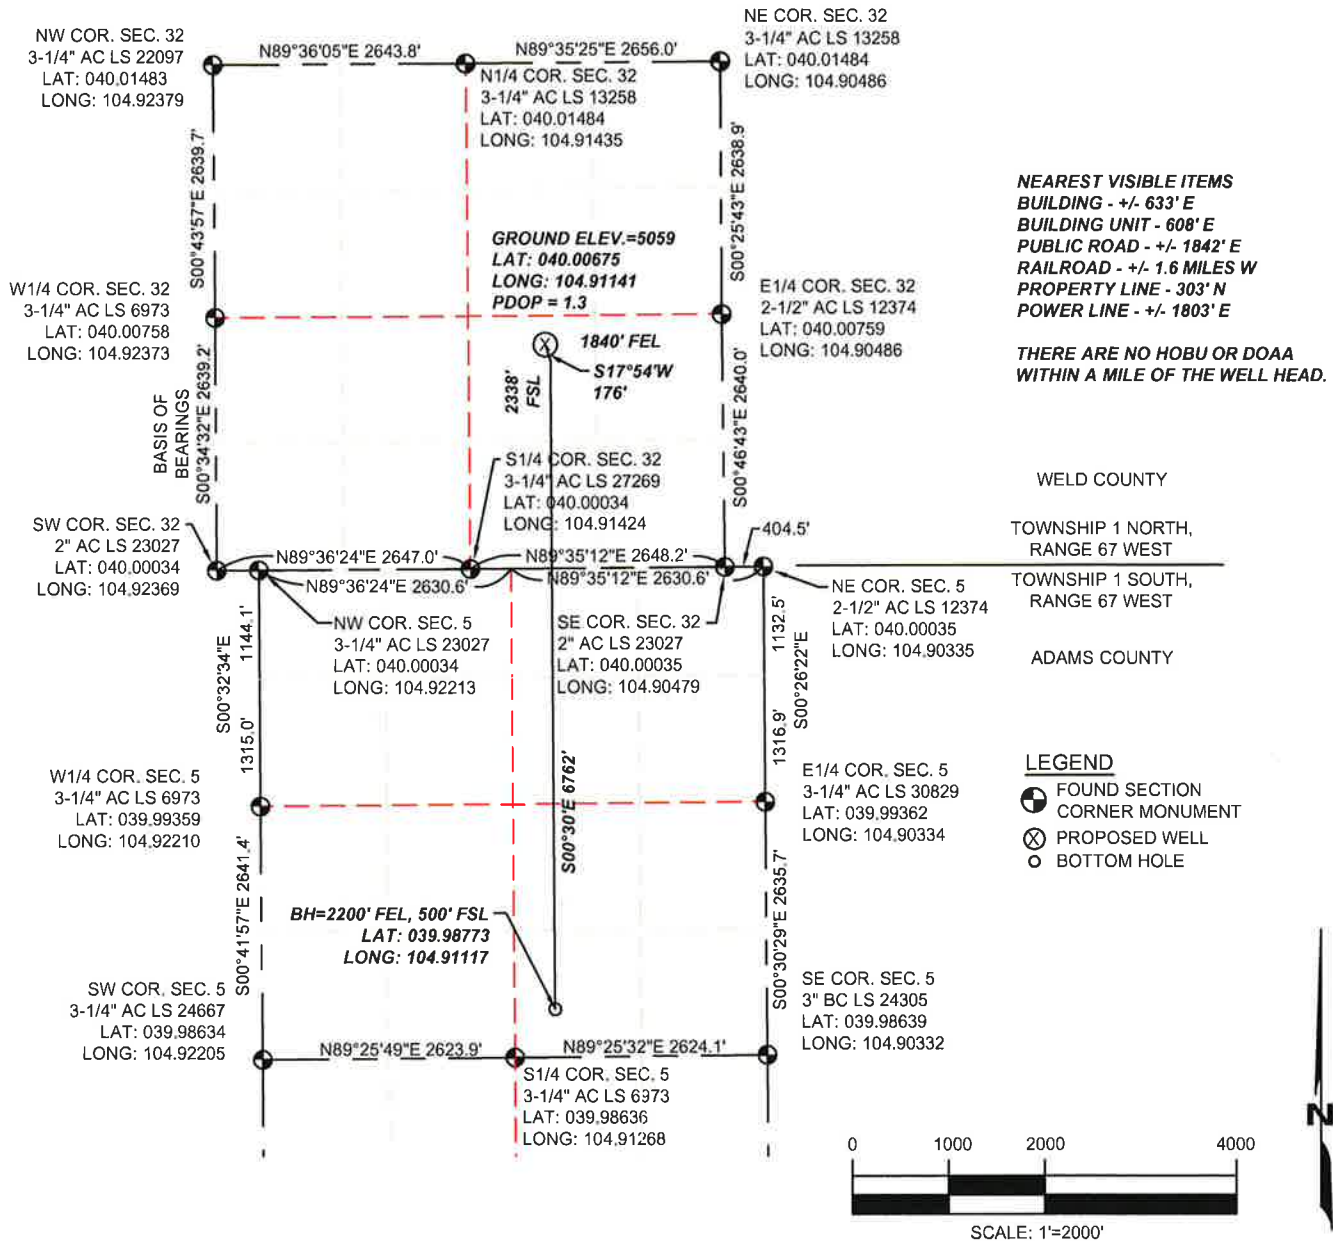 NW COR. SEC. 32
3-1/4" AC LS 22097
LAT: 040.01483
LONG: 104.92379
N89°36'05"E 2643.8'
N89°35'25"E 2656.0'
NE COR. SEC. 32
3-1/4" AC LS 13258
LAT: 040.01484
LONG: 104.90486
N1/4 COR. SEC. 32
3-1/4" AC LS 13258
LAT: 040.01484
LONG: 104.91435
S00°43'57"E 2639.7'
S00°25'43"E 2638.9'
NEAREST VISIBLE ITEMS
BUILDING - +/- 633' E
BUILDING UNIT - 608' E
PUBLIC ROAD - +/- 1842' E
RAILROAD - +/- 1.6 MILES W
PROPERTY LINE - 303' N
POWER LINE - +/- 1803' E
THERE ARE NO HOBU OR DOAA
WITHIN A MILE OF THE WELL HEAD.
GROUND ELEV.=5059
LAT: 040.00675
LONG: 104.91141
PDOP = 1.3
W1/4 COR. SEC. 32
3-1/4" AC LS 6973
LAT: 040.00758
LONG: 104.92373
E1/4 COR. SEC. 32
2-1/2" AC LS 12374
LAT: 040.00759
LONG: 104.90486
1840' FEL
S17°54'W
176'
2338'
FSL
BASIS OF
BEARINGS
S00°34'32"E 2639.2'
S00°46'43"E 2640.0'
S1/4 COR. SEC. 32
3-1/4" AC LS 27269
LAT: 040.00034
LONG: 104.91424
SW COR. SEC. 32
2" AC LS 23027
LAT: 040.00034
LONG: 104.92369
N89°36'24"E 2647.0'
N89°35'12"E 2648.2'
404.5'
N89°36'24"E 2630.6'
N89°35'12"E 2630.6'
WELD COUNTY
TOWNSHIP 1 NORTH,
RANGE 67 WEST
TOWNSHIP 1 SOUTH,
RANGE 67 WEST
ADAMS COUNTY
NW COR. SEC. 5
3-1/4" AC LS 23027
LAT: 040.00034
LONG: 104.92213
SE COR. SEC. 32
2" AC LS 23027
LAT: 040.00035
LONG: 104.90479
NE COR. SEC. 5
2-1/2" AC LS 12374
LAT: 040.00035
LONG: 104.90335
S00°32'34"E
1144.1'
1315.0'
1132.5'
1316.9'
S00°26'22"E
W1/4 COR. SEC. 5
3-1/4" AC LS 6973
LAT: 039.99359
LONG: 104.92210
S00°30'E 6762'
E1/4 COR. SEC. 5
3-1/4" AC LS 30829
LAT: 039.99362
LONG: 104.90334
LEGEND
FOUND SECTION
CORNER MONUMENT
PROPOSED WELL
BOTTOM HOLE
S00°41'57"E 2641.4'
S00°30'29"E 2635.7'
BH=2200' FEL, 500' FSL
LAT: 039.98773
LONG: 104.91117
SW COR. SEC. 5
3-1/4" AC LS 24667
LAT: 039.98634
LONG: 104.92205
SE COR. SEC. 5
3" BC LS 24305
LAT: 039.98639
LONG: 104.90332
N89°25'49"E 2623.9'
N89°25'32"E 2624.1'
S1/4 COR. SEC. 5
3-1/4" AC LS 6973
LAT: 039.98636
LONG: 104.91268
N
0 1000 2000 4000
SCALE: 1'=2000'